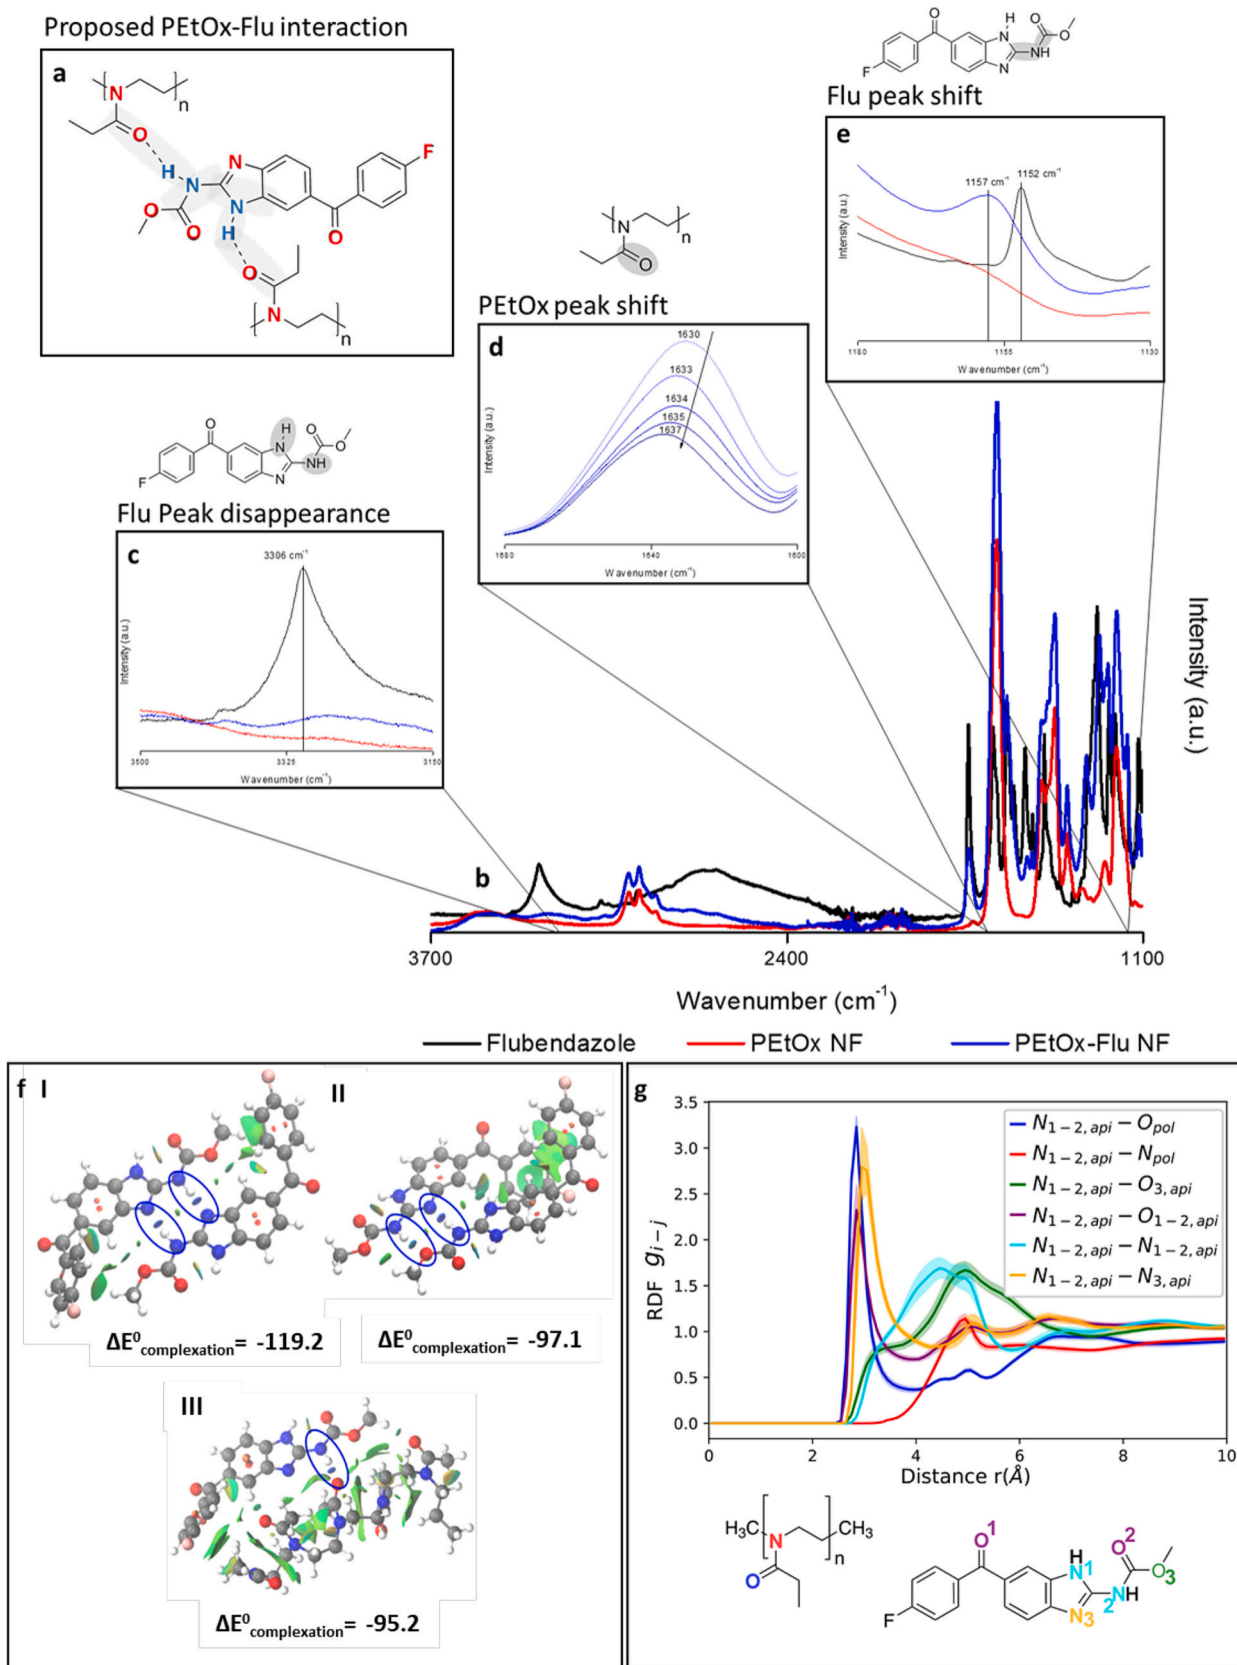 Proposed PEtOx-Flu interaction
a
N
n
O
H
N
N
F
N
O
O
H
O
O
N
n
H
O
N
O
O
NH
F
N
Flu peak shift
e
1157 cm-1
1152 cm-1
Intensity (a.u.)
1180
1155
1130
Wavenumber (cm-1)
N
n
O
PEtOx peak shift
d
1630
1633
1634
1635
1637
Intensity (a.u.)
1680
1640
1600
Wavenumber (cm-1)
O
H
N
O
O
NH
F
N
Flu Peak disappearance
c
3306 cm-1
Intensity (a.u.)
3500
3325
3150
Wavenumber (cm-1)
b
Intensity (a.u.)
3700
2400
1100
Wavenumber (cm-1)
Flubendazole
PEtOx NF
PEtOx-Flu NF
f I
II
ΔE0complexation= -119.2
ΔE0complexation= -97.1
III
ΔE0complexation= -95.2
g
RDF gi−j
3.5
3.0
2.5
2.0
1.5
1.0
0.5
0.0
N1−2,api − Opol
N1−2,api − Npol
N1−2,api − O3,api
N1−2,api − O1−2,api
N1−2,api − N1−2,api
N1−2,api − N3,api
0
2
4
6
8
10
Distance r(Å)
H3C
N
CH3
n
O
O1
H
N1
O2
O3
NH
2
N3
F